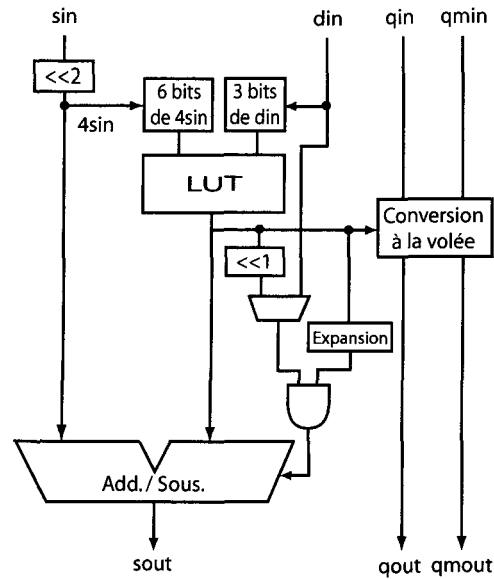 sin din qin qmin
<<2
6 bits
de 4sin
3 bits
de din
4sin
LUT
Conversion
à la volée
<<1
Expansion
Add. / Sous.
sout qout qmout